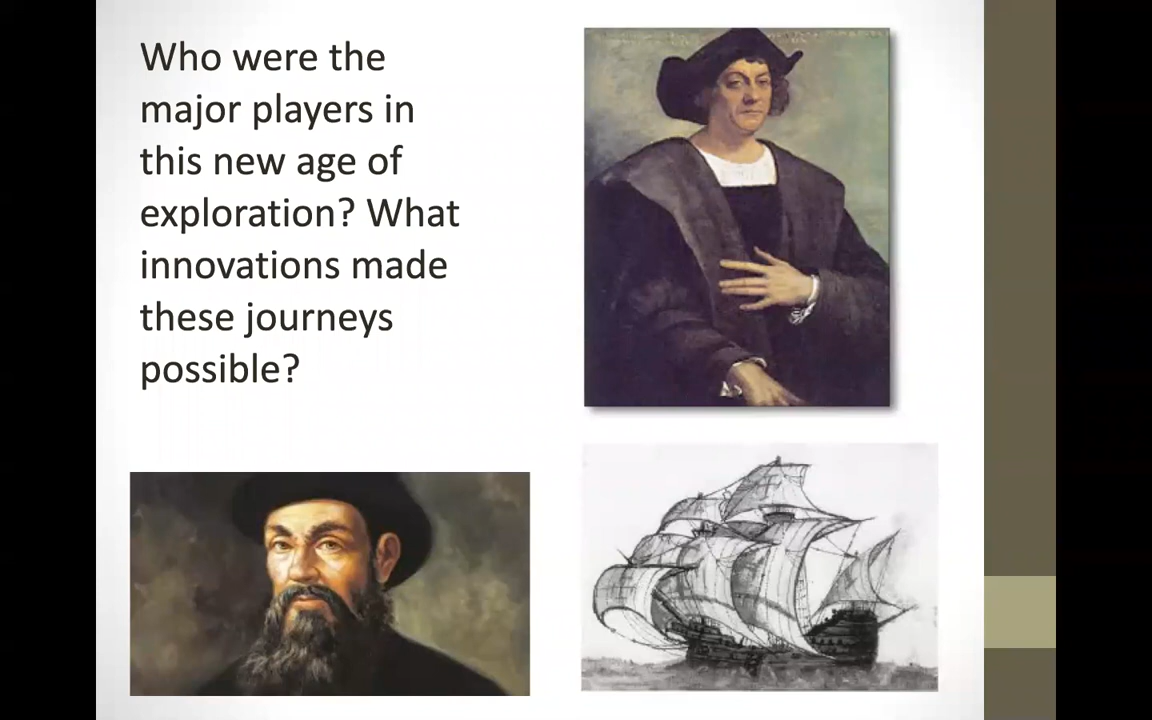 Who were the
major players in
this new age of
exploration? What
innovations made
these journeys
possible?